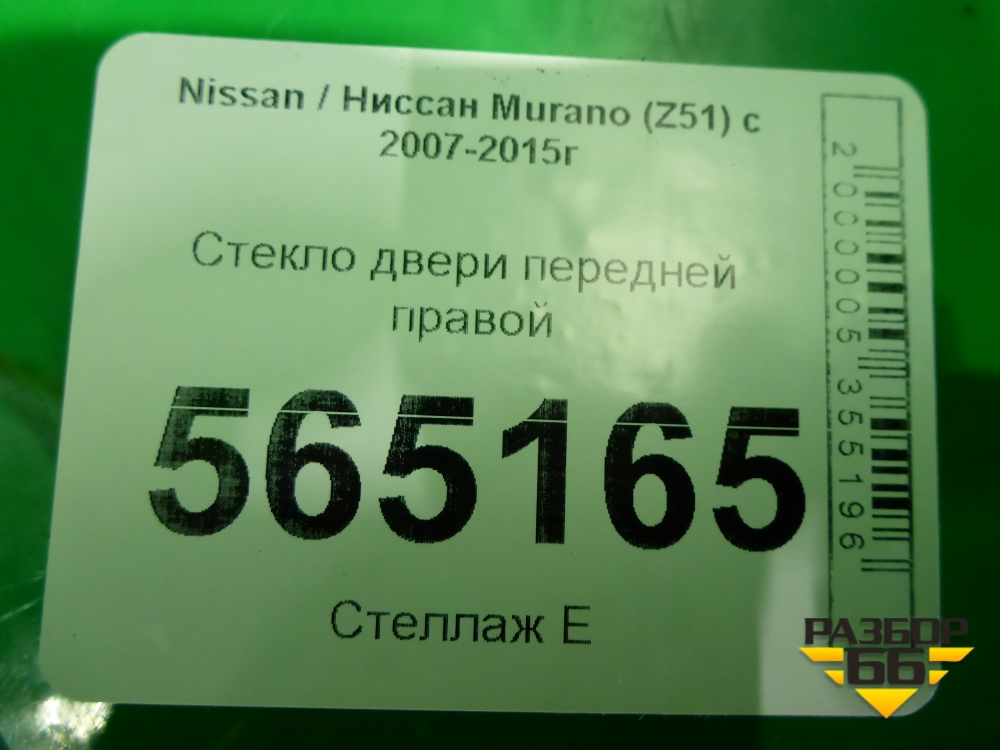 Nissan / Ниссан Murano (Z51) с
2007-2015г
Стекло двери передней
правой
565165
Стеллаж Е
2000005355196
РАЗБОР
66